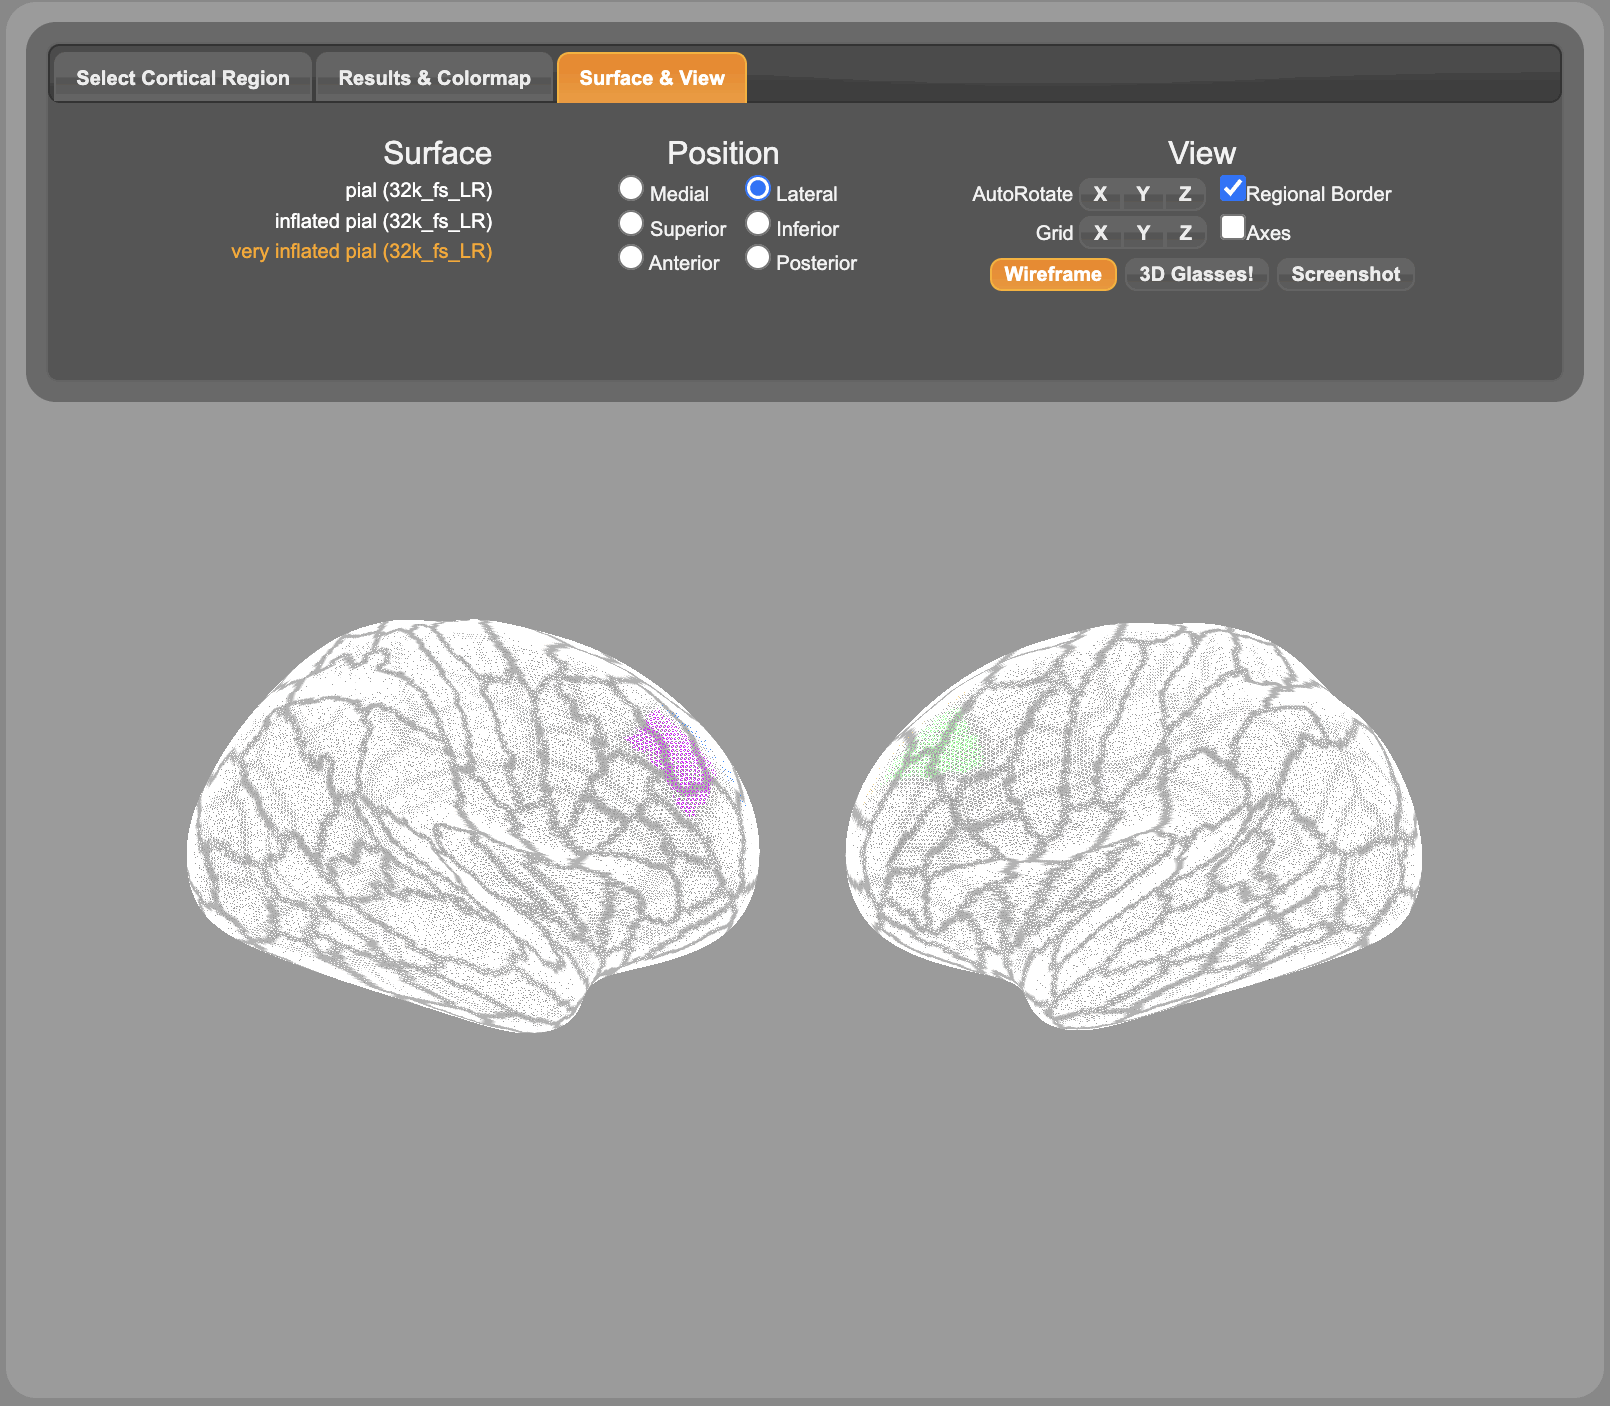 Select Cortical Region
Results & Colormap
Surface & View
Surface
pial (32k_fs_LR)
inflated pial (32k_fs_LR)
very inflated pial (32k_fs_LR)
Position
Medial
Lateral
Superior
Inferior
Anterior
Posterior
View
AutoRotate X Y Z Regional Border
Grid X Y Z Axes
Wireframe
3D Glasses!
Screenshot